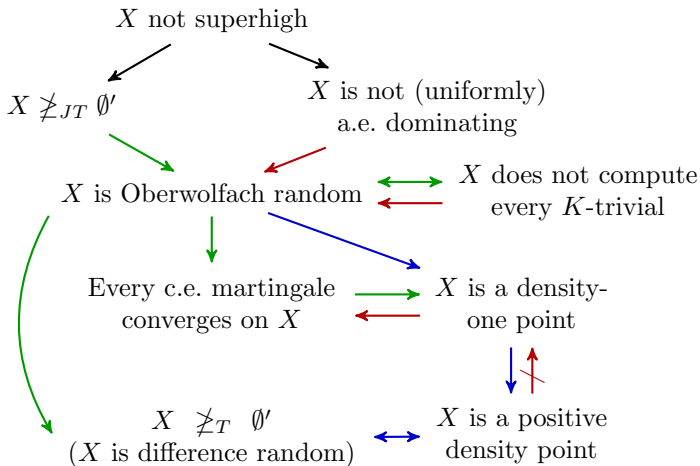 X not superhigh
X ≱_JT ∅′
X is not (uniformly)
a.e. dominating
X is Oberwolfach random
X does not compute
every K-trivial
Every c.e. martingale
converges on X
X is a density-
one point
X ≱_T ∅′
(X is difference random)
X is a positive
density point